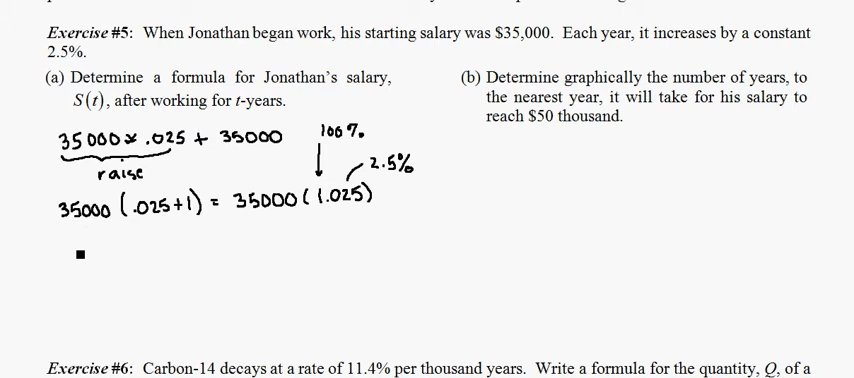 Exercise #5: When Jonathan began work, his starting salary was $35,000. Each year, it increases by a constant
2.5%.
(a) Determine a formula for Jonathan's salary,
S(t), after working for t-years.
(b) Determine graphically the number of years, to
the nearest year, it will take for his salary to
reach $50 thousand.
35000 × .025 + 35000
100%
raise
2.5%
35000 (.025+1) = 35000 (1.025)
Exercise #6: Carbon-14 decays at a rate of 11.4% per thousand years. Write a formula for the quantity, Q, of a